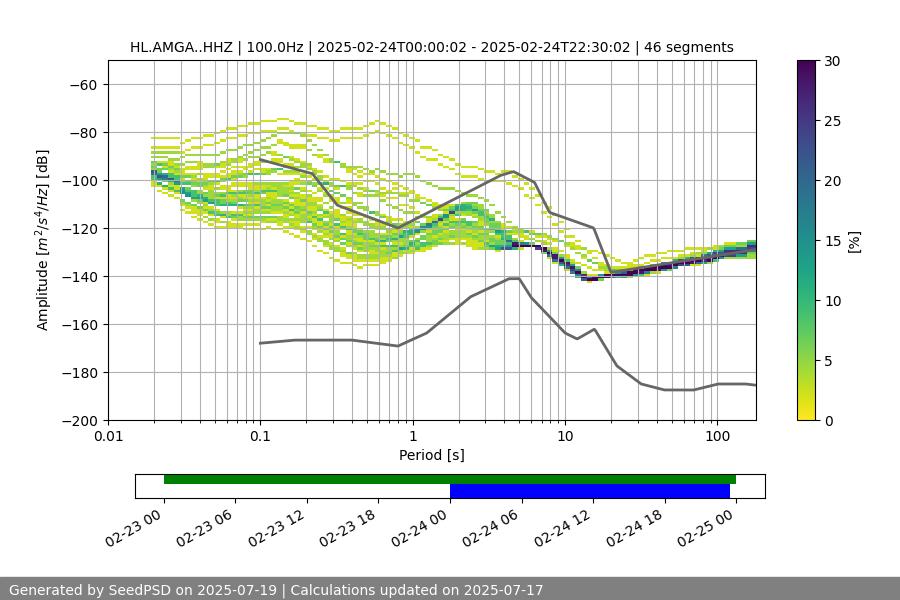 HL.AMGA..HHZ | 100.0Hz | 2025-02-24T00:00:02 - 2025-02-24T22:30:02 | 46 segments
Amplitude [m²/s⁴/Hz] [dB]
−60
−80
−100
−120
−140
−160
−180
−200
0.01 0.1 1 10 100
Period [s]
30
25
20
15
10
5
0
[%]
02-23 00 02-23 06 02-23 12 02-23 18 02-24 00 02-24 06 02-24 12 02-24 18 02-25 00
Generated by SeedPSD on 2025-07-19 | Calculations updated on 2025-07-17